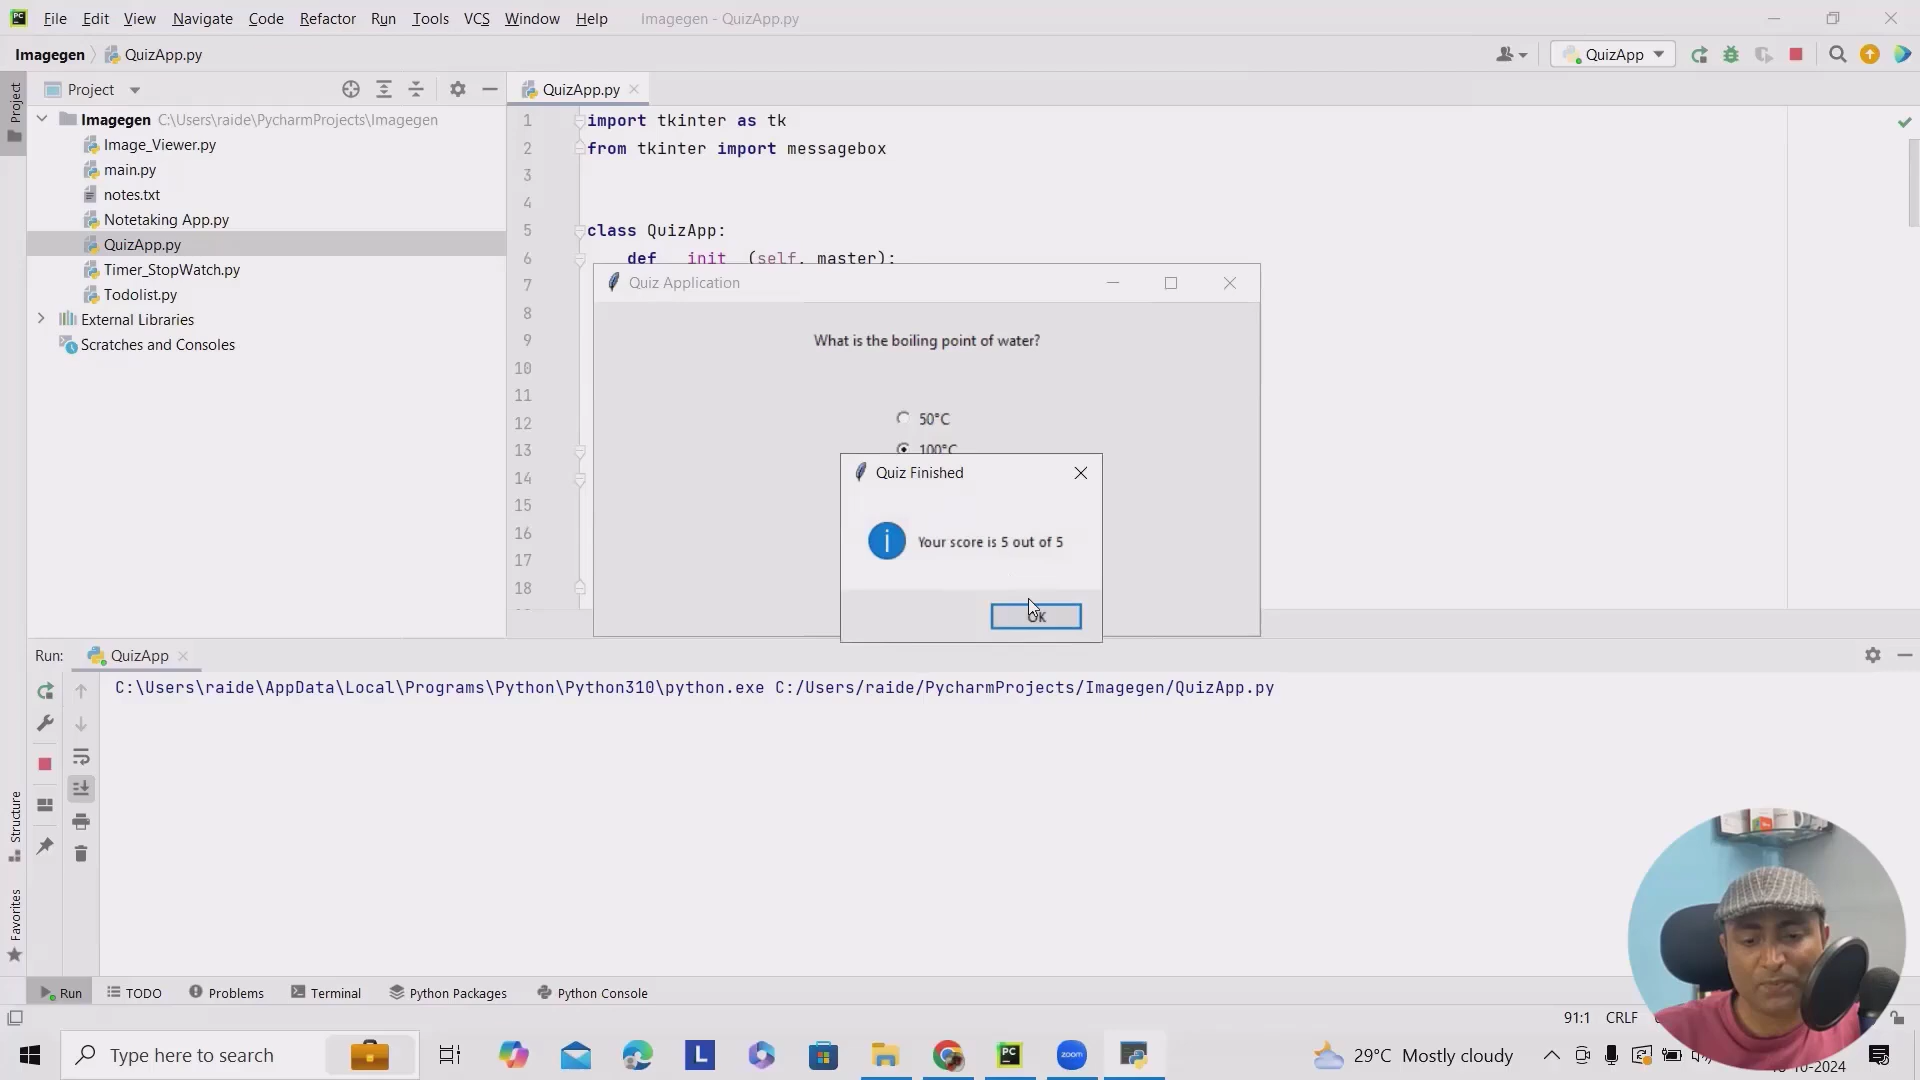 File Edit View Navigate Code Refactor Run Tools VCS Window Help Imagegen - QuizApp.py
Imagegen QuizApp.py QuizApp
Project
Project QuizApp.py
Imagegen C:\Users\raide\PycharmProjects\Imagegen
Image_Viewer.py
main.py
notes.txt
Notetaking App.py
QuizApp.py
Timer_StopWatch.py
Todolist.py
External Libraries
Scratches and Consoles
1 import tkinter as tk
2 from tkinter import messagebox
3
4
5 class QuizApp:
6 def __init__(self, master):
7
8
9
10
11
12
13
14
15
16
17
18
Quiz Application
What is the boiling point of water?
50°C
100°C
Quiz Finished
Your score is 5 out of 5
OK
Run: QuizApp
C:\Users\raide\AppData\Local\Programs\Python\Python310\python.exe C:/Users/raide/PycharmProjects/Imagegen/QuizApp.py
Structure
Favorites
Run TODO Problems Terminal Python Packages Python Console
91:1 CRLF
Type here to search
L PC zoom
29°C Mostly cloudy